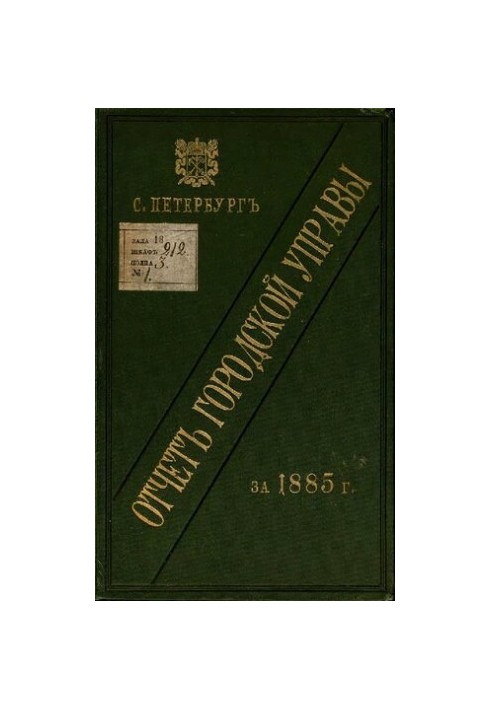 С. ПЕТЕРБУРГЪ
ЗАЛА 18
ШКАФЪ 212.
ПОЛКА 3.
№ 1.
ОТЧЕТЪ ГОРОДСКОЙ УПРАВЫ
ЗА 1885 Г.